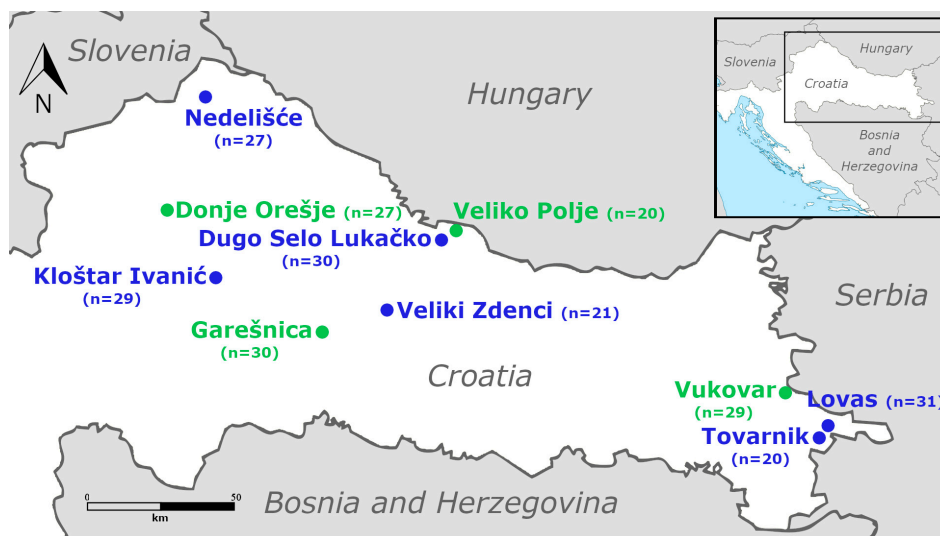 Slovenia
Hungary
N
Nedelišće
(n=27)
Donje Orešje (n=27)
Veliko Polje (n=20)
Dugo Selo Lukačko
(n=30)
Kloštar Ivanić
(n=29)
Veliki Zdenci (n=21)
Garešnica
(n=30)
Croatia
Serbia
Vukovar
(n=29)
Lovas (n=31)
Tovarnik
(n=20)
Bosnia and Herzegovina
0 50
km
Hungary
Slovenia
Croatia
Bosnia
and
Herzegovina